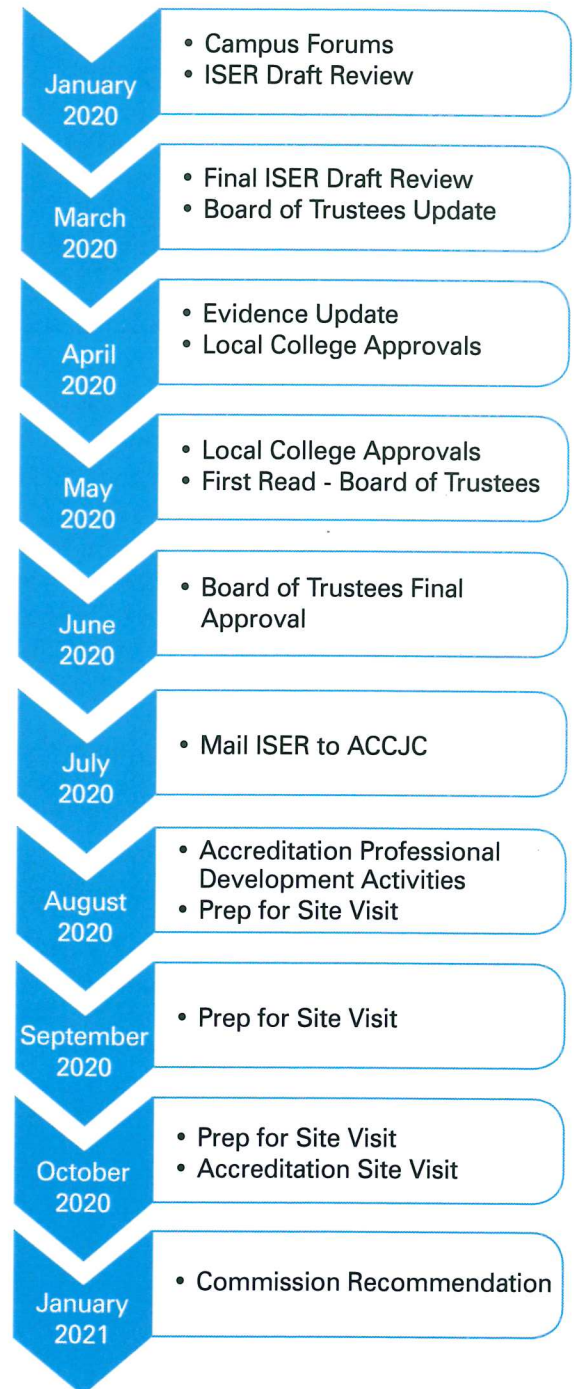 January
2020
• Campus Forums
• ISER Draft Review
March
2020
• Final ISER Draft Review
• Board of Trustees Update
April
2020
• Evidence Update
• Local College Approvals
May
2020
• Local College Approvals
• First Read - Board of Trustees
June
2020
• Board of Trustees Final
Approval
July
2020
• Mail ISER to ACCJC
August
2020
• Accreditation Professional
Development Activities
• Prep for Site Visit
September
2020
• Prep for Site Visit
October
2020
• Prep for Site Visit
• Accreditation Site Visit
January
2021
• Commission Recommendation